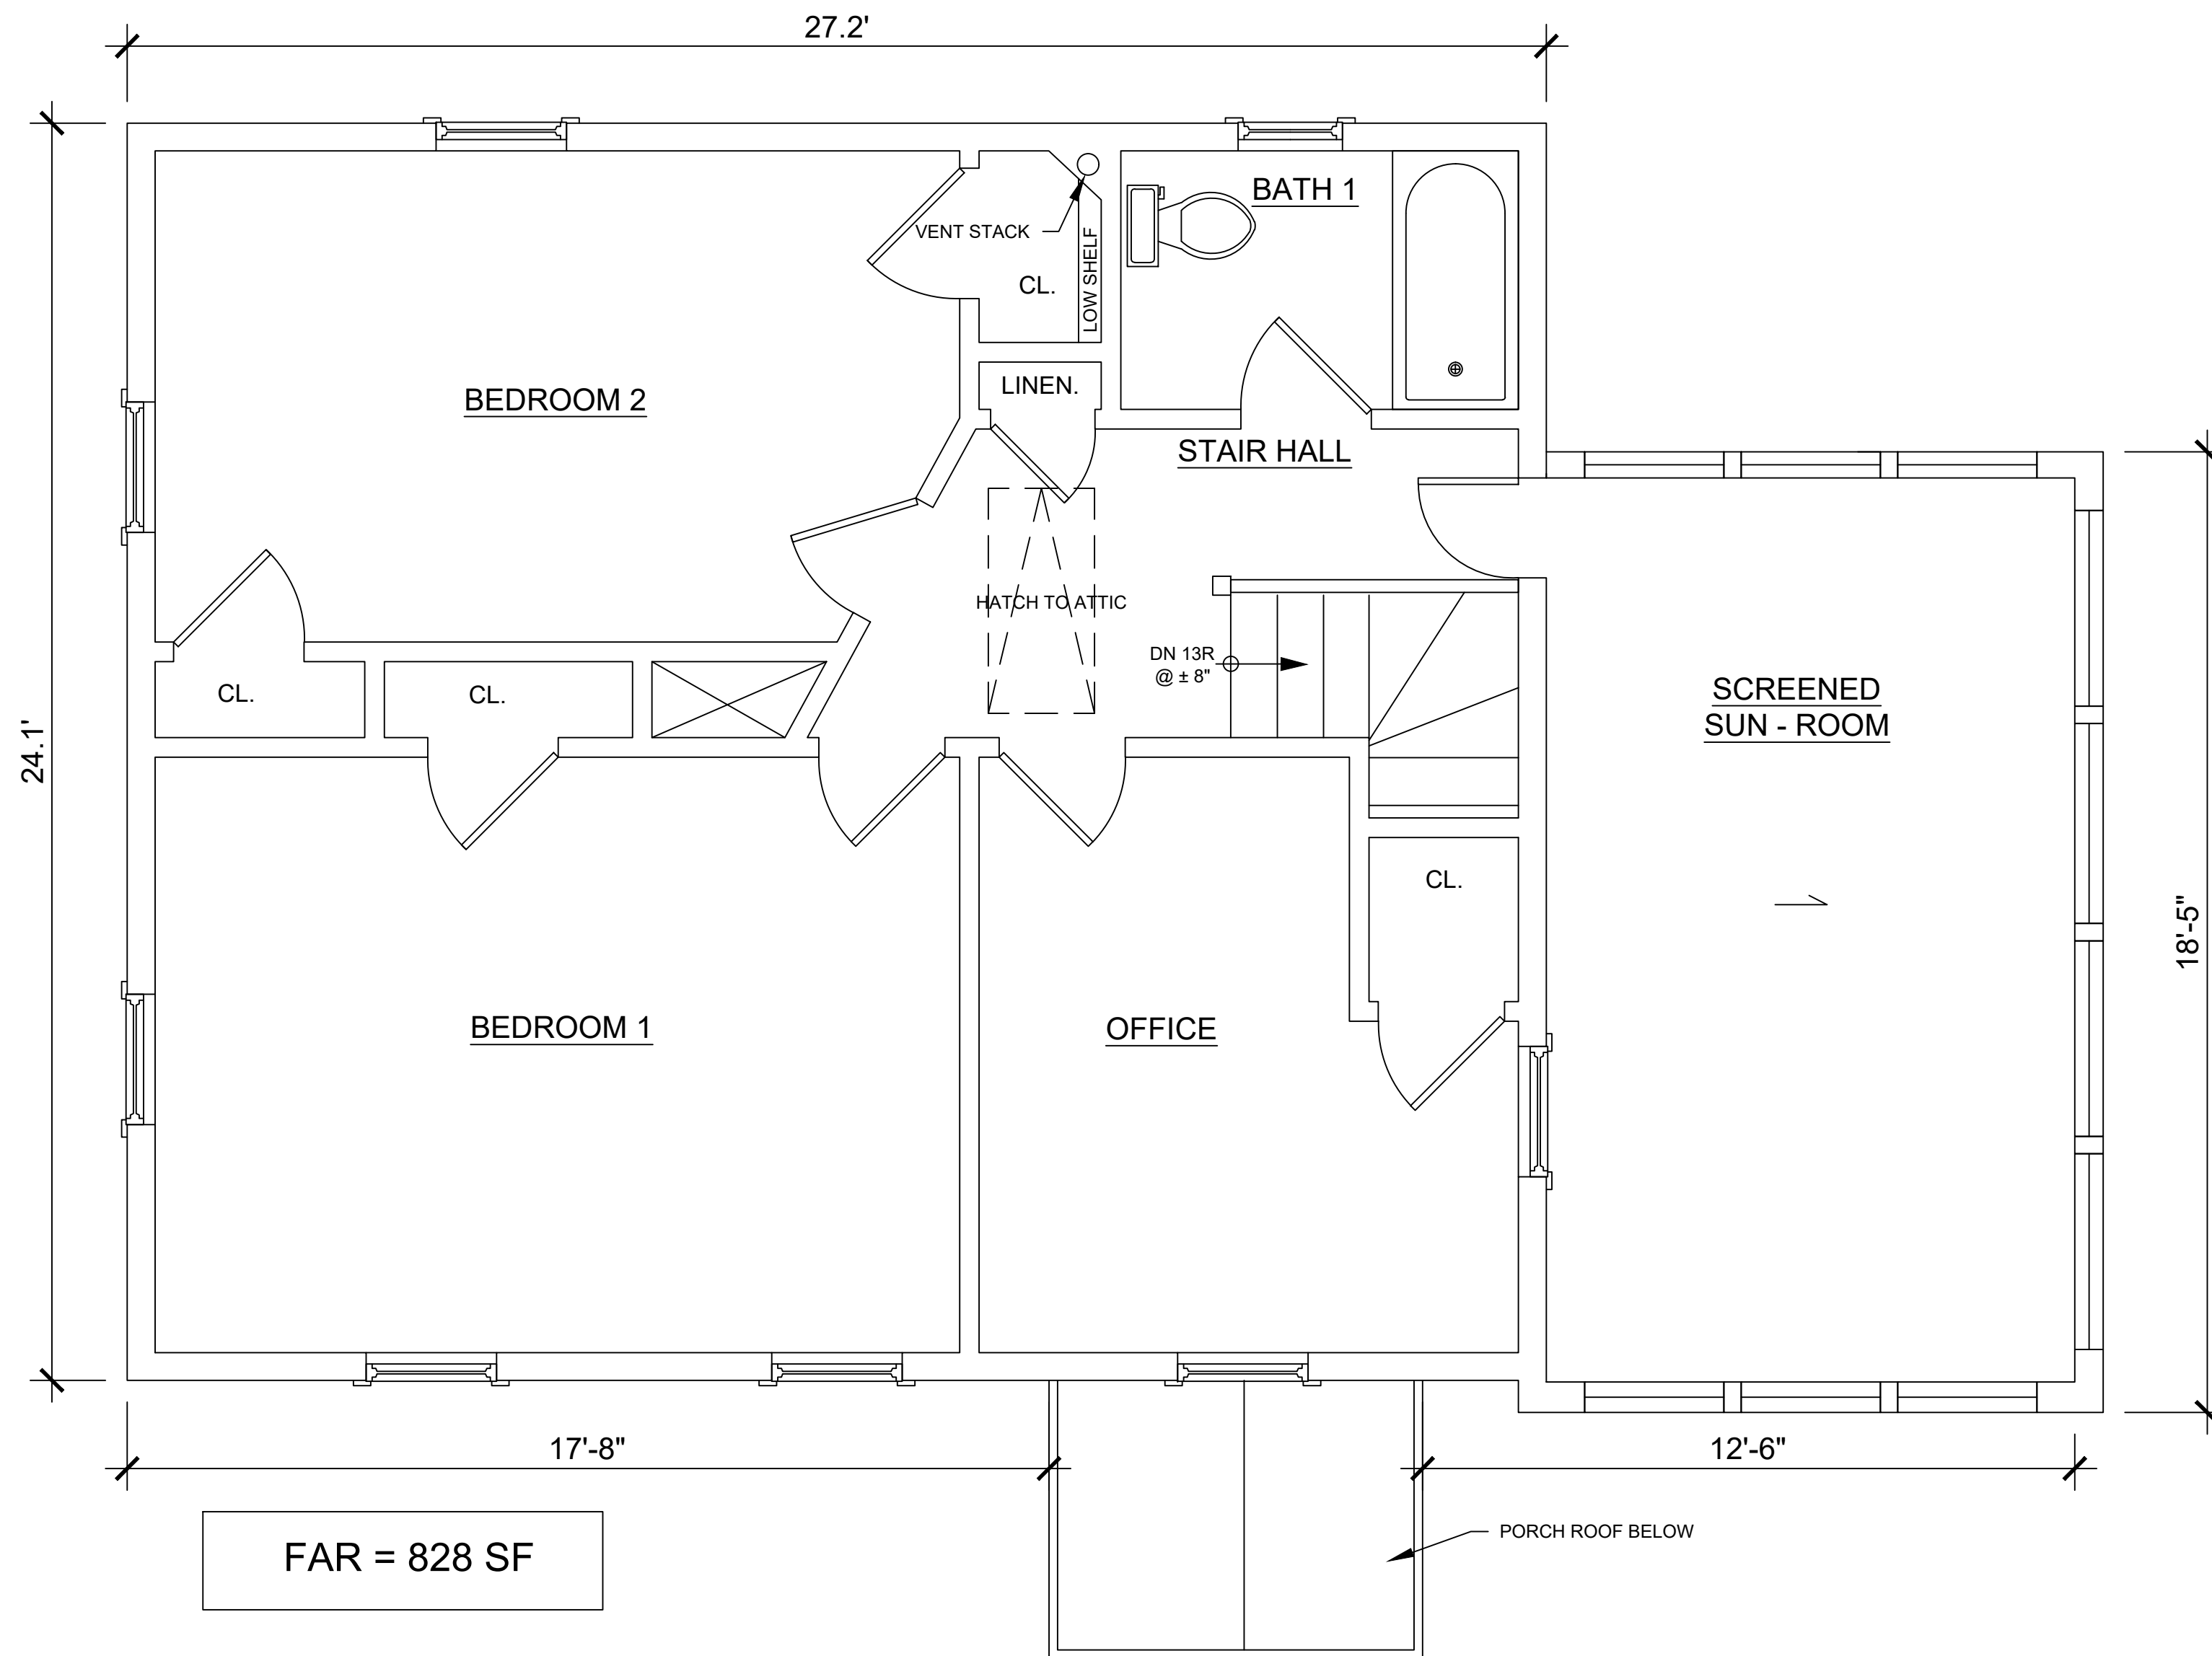 27.2'
BATH 1
VENT STACK
LOW SHELF
CL.
LINEN.
BEDROOM 2
STAIR HALL
HATCH TO ATTIC
DN 13R
@ ± 8"
SCREENED
SUN - ROOM
CL.
CL.
24.1'
CL.
18'-5"
BEDROOM 1
OFFICE
17'-8"
12'-6"
PORCH ROOF BELOW
FAR = 828 SF